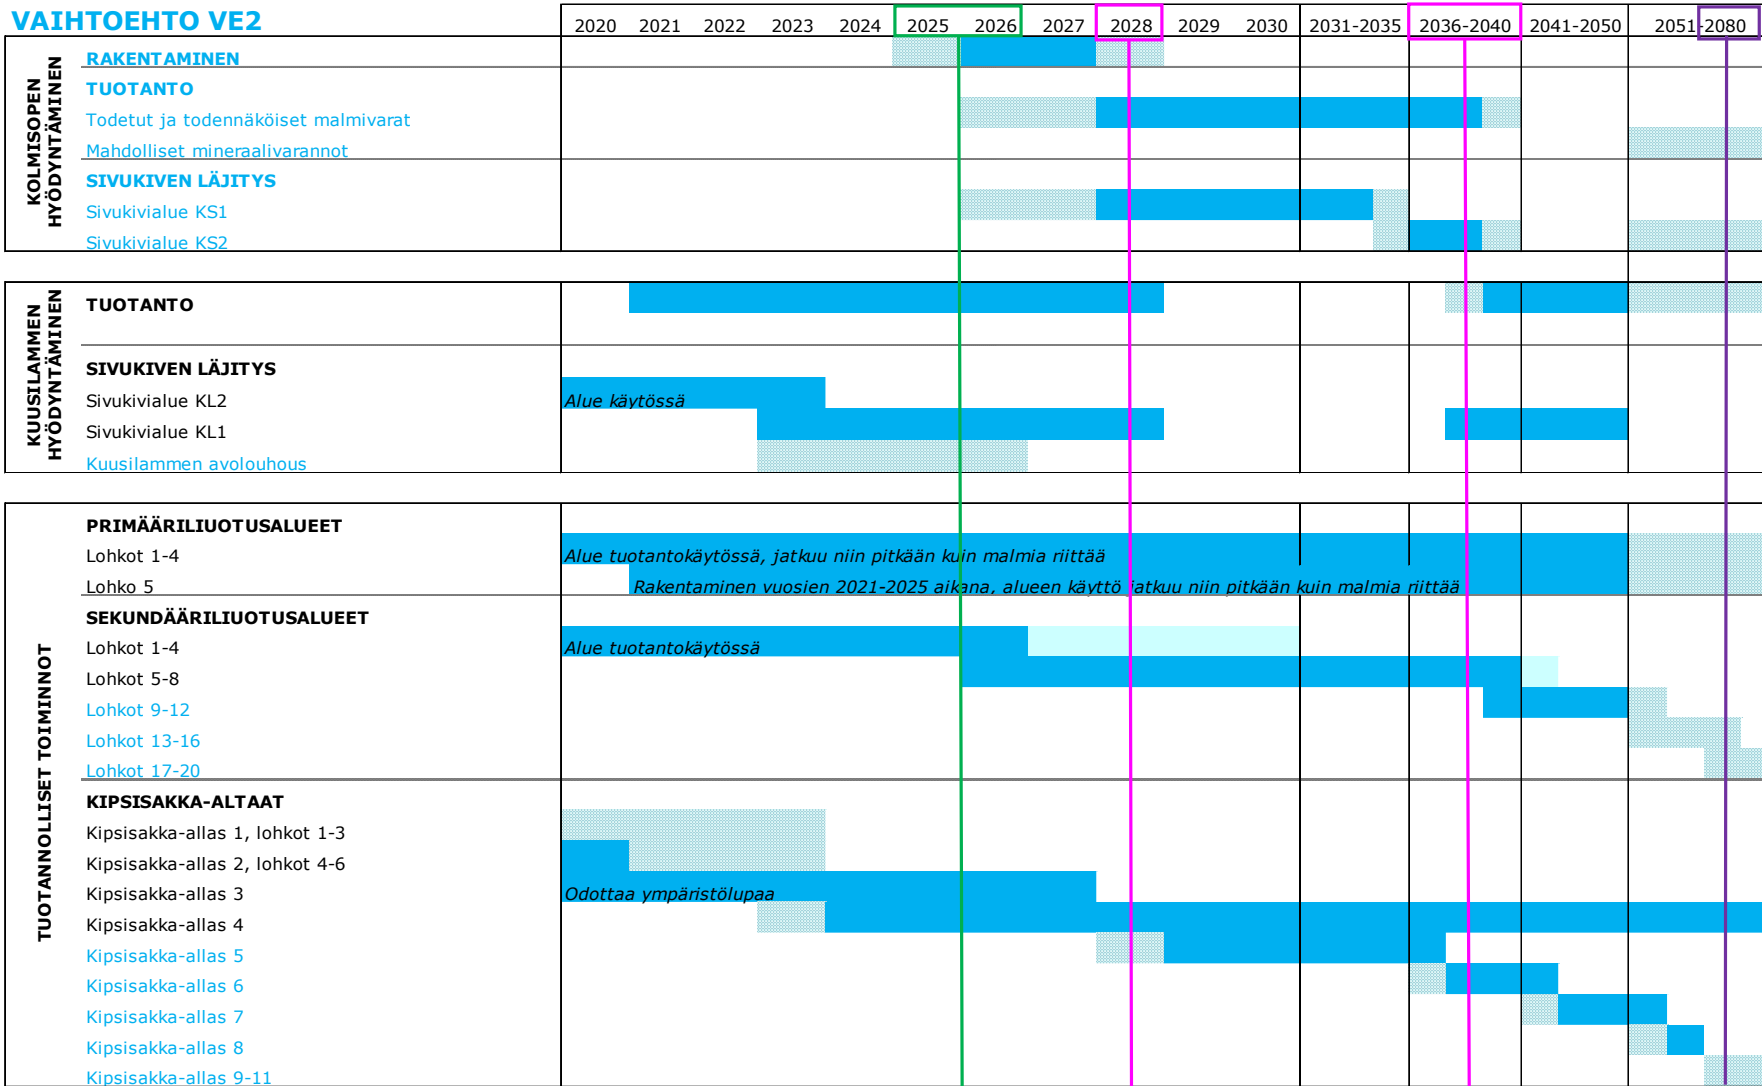 VAIHTOEHTO VE2
2020 2021 2022 2023 2024 2025 2026 2027 2028 2029 2030 2031-2035 2036-2040 2041-2050 2051-2080
KOLMISOPEN
HYÖDYNTÄMINEN
RAKENTAMINEN
TUOTANTO
Todetut ja todennäköiset malmivarat
Mahdolliset mineraalivarannot
SIVUKIVEN LÄJITYS
Sivukivialue KS1
Sivukivialue KS2
KUUSILAMMEN
HYÖDYNTÄMINEN
TUOTANTO
SIVUKIVEN LÄJITYS
Sivukivialue KL2 Alue käytössä
Sivukivialue KL1
Kuusilammen avolouhous
TUOTANNOLLISET TOIMINNOT
PRIMÄÄRILIUOTUSALUEET
Lohkot 1-4 Alue tuotantokäytössä, jatkuu niin pitkään kuin malmia riittää
Lohko 5 Rakentaminen vuosien 2021-2025 aikana, alueen käyttö jatkuu niin pitkään kuin malmia riittää
SEKUNDÄÄRILIUOTUSALUEET
Lohkot 1-4 Alue tuotantokäytössä
Lohkot 5-8
Lohkot 9-12
Lohkot 13-16
Lohkot 17-20
KIPSISAKKA-ALTAAT
Kipsisakka-allas 1, lohkot 1-3
Kipsisakka-allas 2, lohkot 4-6
Kipsisakka-allas 3 Odottaa ympäristölupaa
Kipsisakka-allas 4
Kipsisakka-allas 5
Kipsisakka-allas 6
Kipsisakka-allas 7
Kipsisakka-allas 8
Kipsisakka-allas 9-11